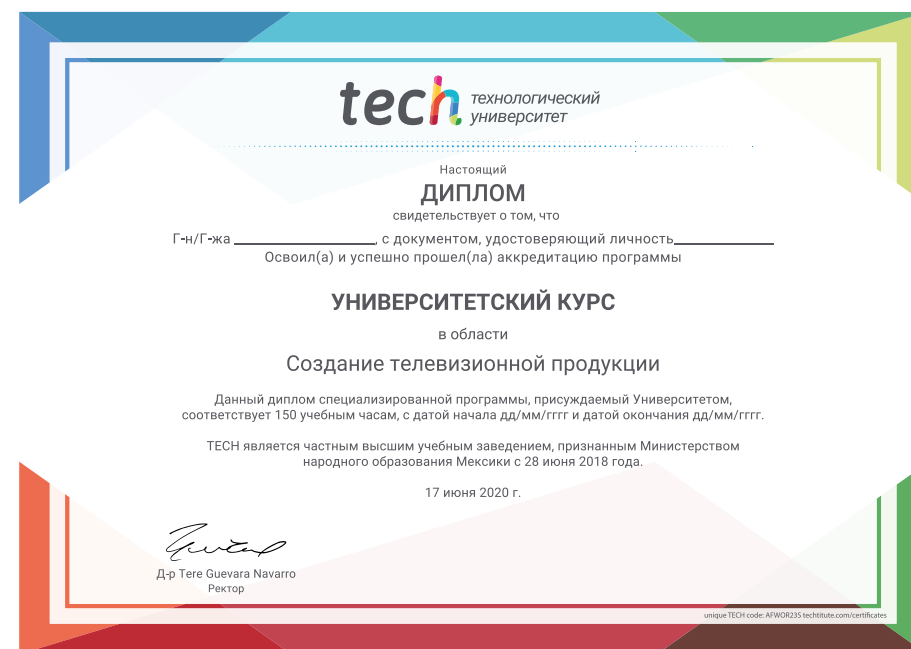 tech технологический
университет
Настоящий
ДИПЛОМ
свидетельствует о том, что
Г-н/Г-жа ____________________, с документом, удостоверяющий личность______________
Освоил(а) и успешно прошел(ла) аккредитацию программы
УНИВЕРСИТЕТСКИЙ КУРС
в области
Создание телевизионной продукции
Данный диплом специализированной программы, присуждаемый Университетом,
соответствует 150 учебным часам, с датой начала дд/мм/гггг и датой окончания дд/мм/гггг.
TECH является частным высшим учебным заведением, признанным Министерством
народного образования Мексики с 28 июня 2018 года.
17 июня 2020 г.
Д-р Tere Guevara Navarro
Ректор
unique TECH code: AFWOR23S techtitute.com/certificates